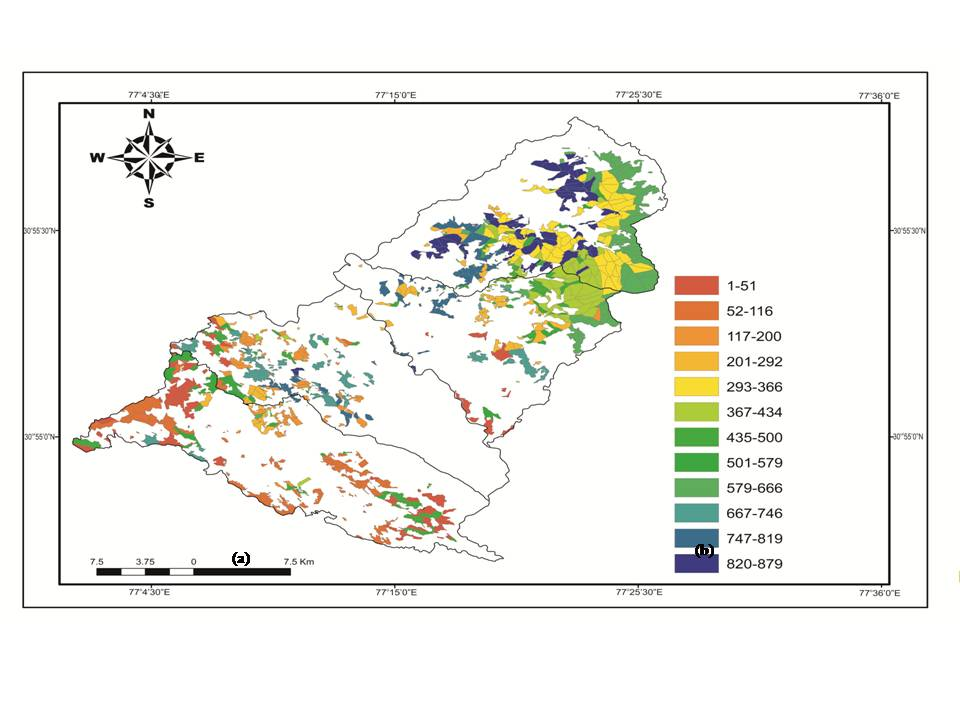 77°4'30"E 77°15'0"E 77°25'30"E 77°36'0"E
N
W E
S
30°55'30"N 30°55'30"N
1-51
52-116
117-200
201-292
293-366
367-434
435-500
501-579
579-666
667-746
747-819
820-879
30°55'0"N 30°55'0"N
(a) (b)
7.5 3.75 0 7.5 Km
77°4'30"E 77°15'0"E 77°25'30"E 77°36'0"E